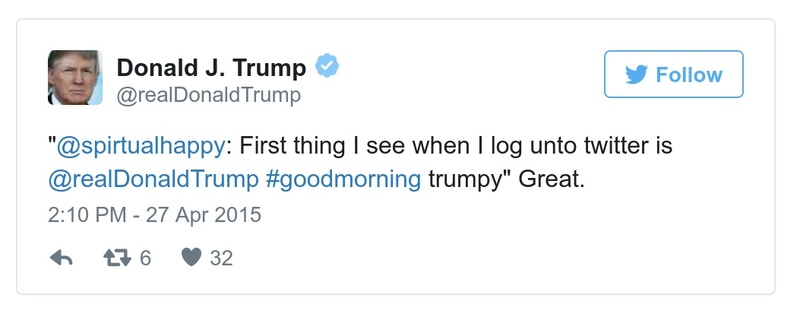 Donald J. Trump
@realDonaldTrump
Follow
"@spirtualhappy: First thing I see when I log unto twitter is
@realDonaldTrump #goodmorning trumpy" Great.
2:10 PM - 27 Apr 2015
6 32